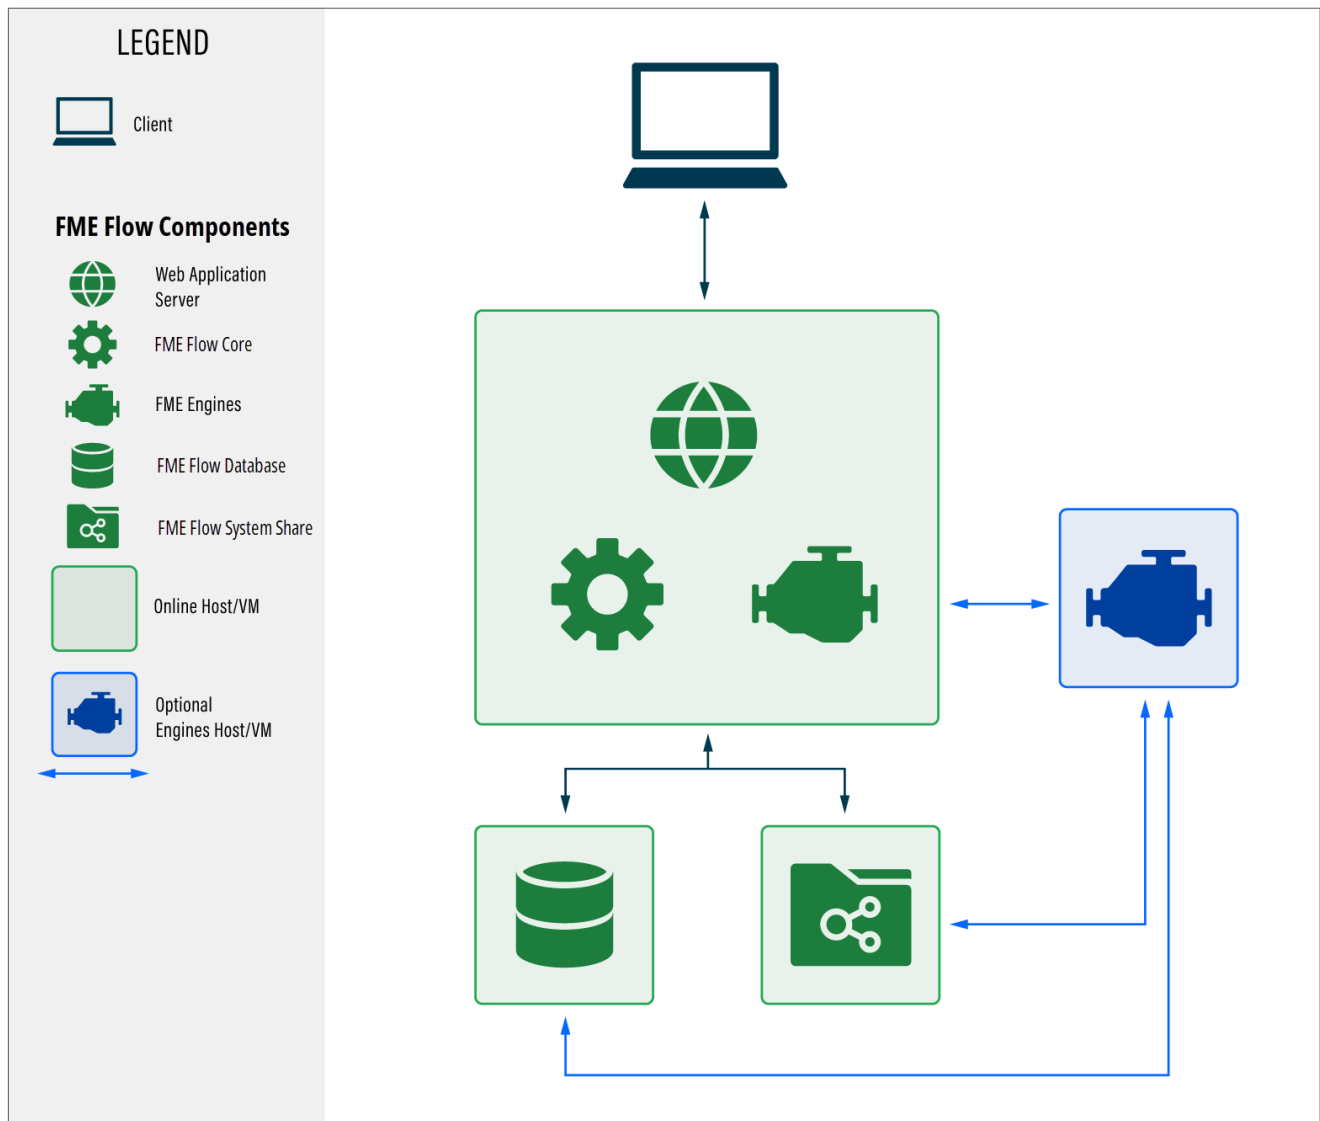 LEGEND
Client
FME Flow Components
Web Application
Server
FME Flow Core
FME Engines
FME Flow Database
FME Flow System Share
Online Host/VM
Optional
Engines Host/VM